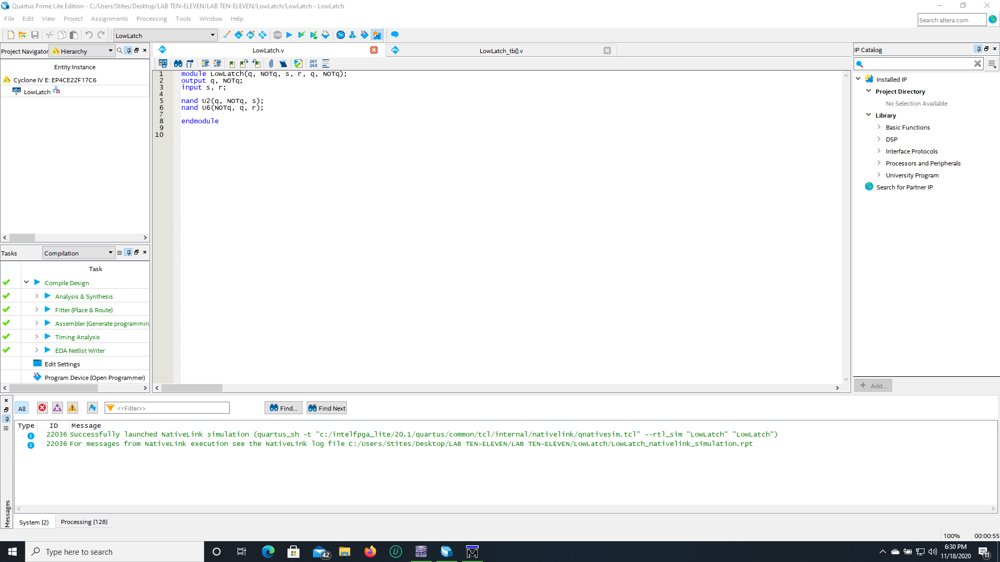 Quartus Prime Lite Edition - C:/Users/Stites/Desktop/LAB TEN-ELEVEN/LAB TEN-ELEVEN/LowLatch/LowLatch - LowLatch
File Edit View Project Assignments Processing Tools Window Help
Search altera.com
LowLatch
STOP
Project Navigator Hierarchy
Entity:Instance
Cyclone IV E: EP4CE22F17C6
abc LowLatch
Tasks Compilation
Task
Compile Design
Analysis & Synthesis
Fitter (Place & Route)
Assembler (Generate programmin
Timing Analysis
EDA Netlist Writer
Edit Settings
Program Device (Open Programmer)
abc LowLatch.v
abc LowLatch_tb().v
267
268
1 module LowLatch(q, NOTq, s, r, q, NOTq);
2 output q, NOTq;
3 input s, r;
4
5 nand U2(q, NOTq, s);
6 nand U6(NOTq, q, r);
7
8 endmodule
9
10
IP Catalog
Installed IP
Project Directory
No Selection Available
Library
Basic Functions
DSP
Interface Protocols
Processors and Peripherals
University Program
Search for Partner IP
+ Add...
All <<Filter>> Find... Find Next
Type ID Message
22036 Successfully launched NativeLink simulation (quartus_sh -t "c:/intelfpga_lite/20.1/quartus/common/tcl/internal/nativelink/qnativesim.tcl" --rtl_sim "LowLatch" "LowLatch")
22036 For messages from NativeLink execution see the NativeLink log file C:/Users/Stites/Desktop/LAB TEN-ELEVEN/LAB TEN-ELEVEN/LowLatch/LowLatch_nativelink_simulation.rpt
Messages
System (2) Processing (128)
100% 00:00:55
Type here to search
42
6:30 PM
11/18/2020
11